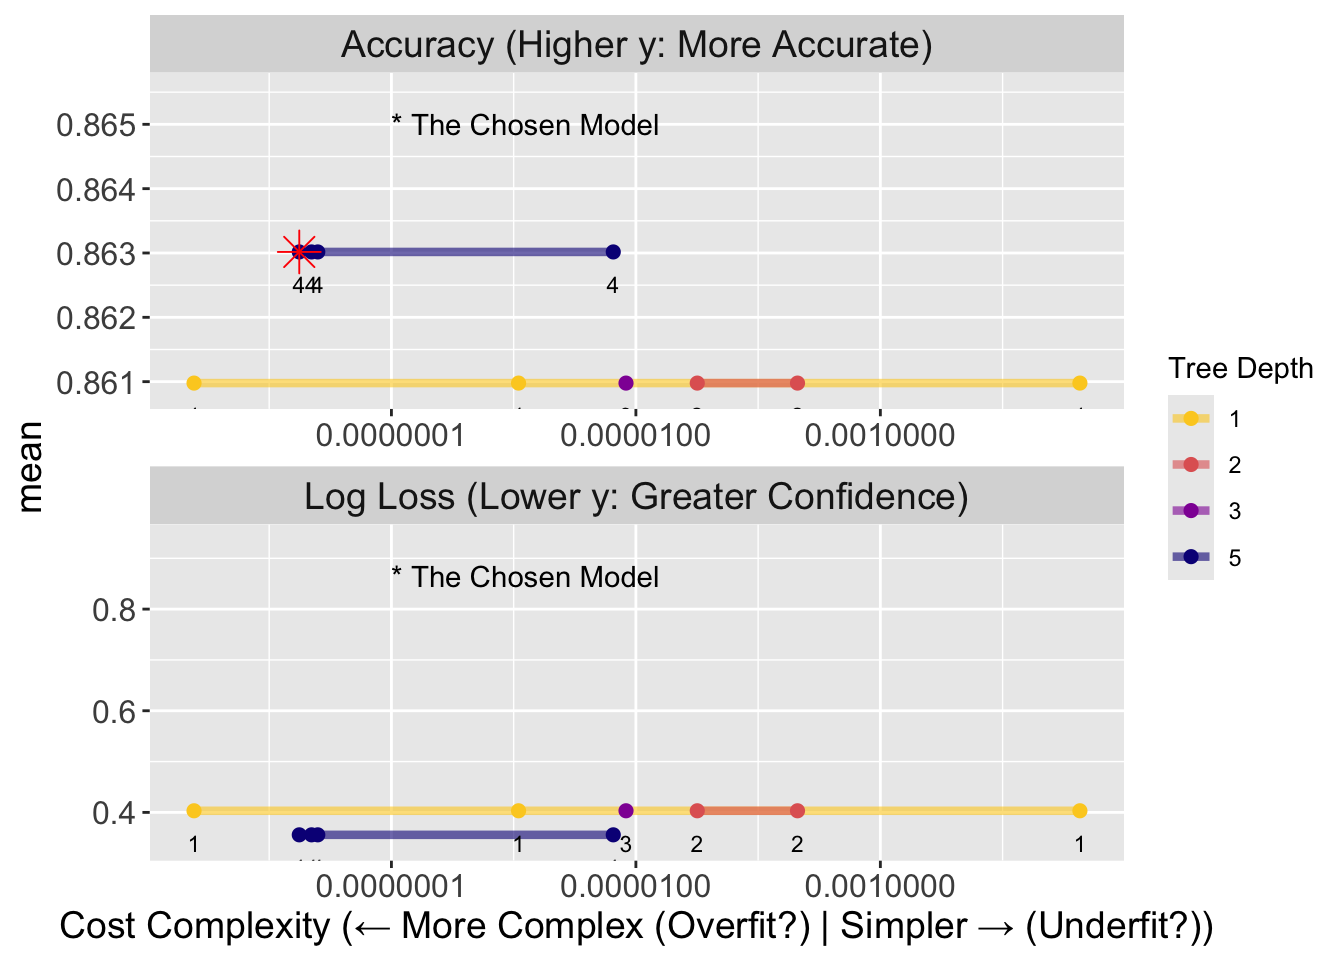 Accuracy (Higher y: More Accurate)
* The Chosen Model
0.865
0.864
0.863
0.862
0.861
4 4 4 4
0.0000001 0.0000100 0.0010000
mean
Log Loss (Lower y: Greater Confidence)
* The Chosen Model
0.8
0.6
0.4
1 1 3 2 2 1
0.0000001 0.0000100 0.0010000
Cost Complexity (← More Complex (Overfit?) | Simpler → (Underfit?))
Tree Depth
1
2
3
5